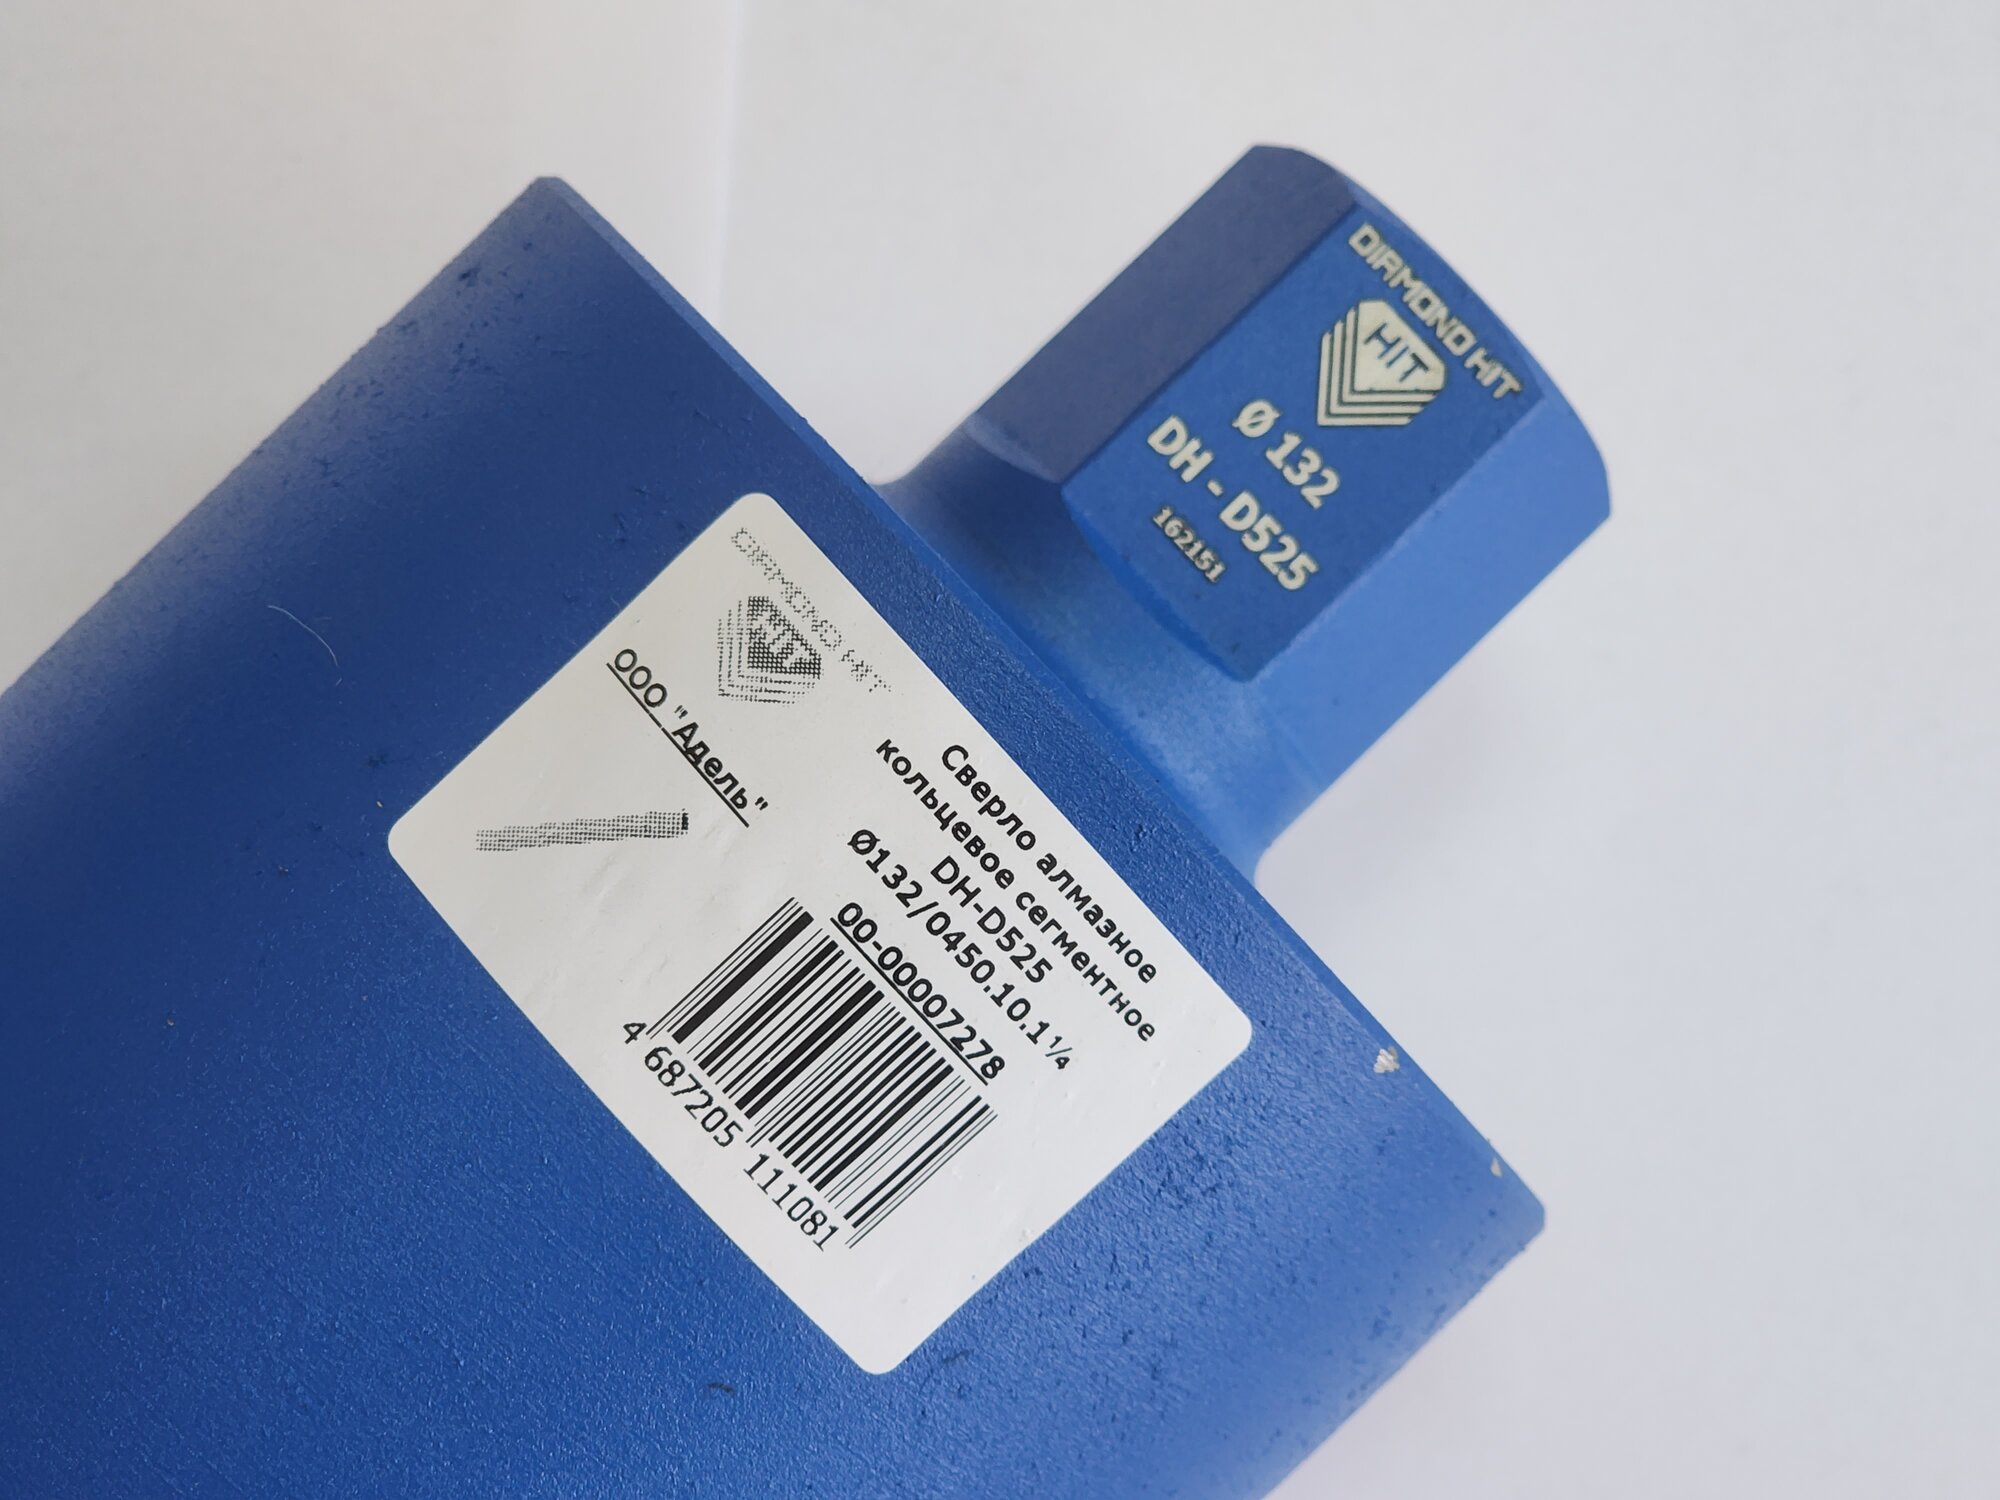 DIAMOND HIT
HIT
Ø 132
DH - D525
162151
DIAMOND HIT
HIT
ООО "Адель"
Сверло алмазное
кольцевое сегментное
DH-D525
Ø132/0450.10.1¼
00-00007278
4 687205 111081